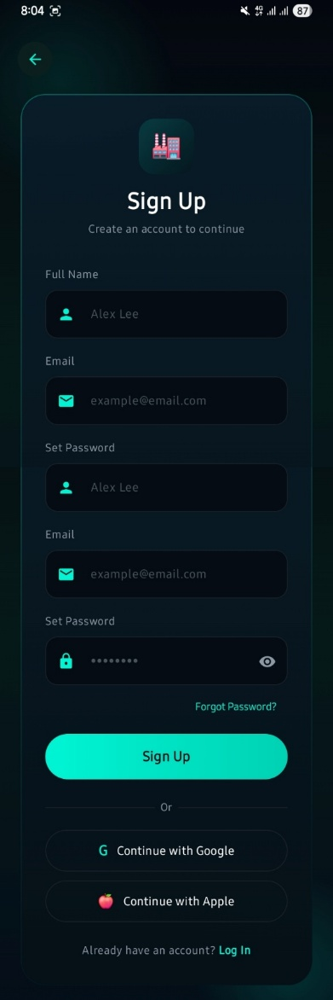 8:04
4G
87
Sign Up
Create an account to continue
Full Name
Alex Lee
Email
example@email.com
Set Password
Alex Lee
Email
example@email.com
Set Password
••••••••
Forgot Password?
Sign Up
Or
G Continue with Google
Continue with Apple
Already have an account? Log In